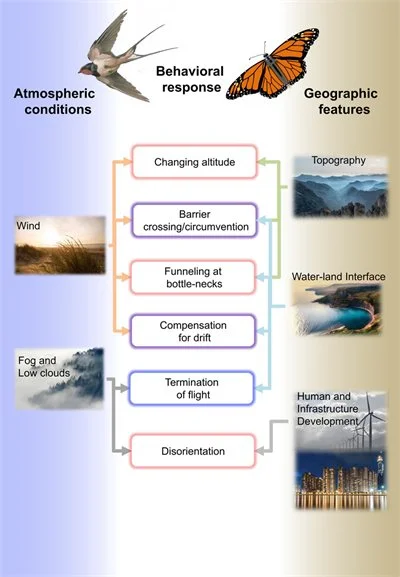 Behavioral
response
Atmospheric
conditions
Geographic
features
Changing altitude
Topography
Barrier
crossing/circumvention
Wind
Funneling at
bottle-necks
Water-land Interface
Compensation
for drift
Fog and
Low clouds
Termination
of flight
Human and
Infrastructure
Development
Disorientation